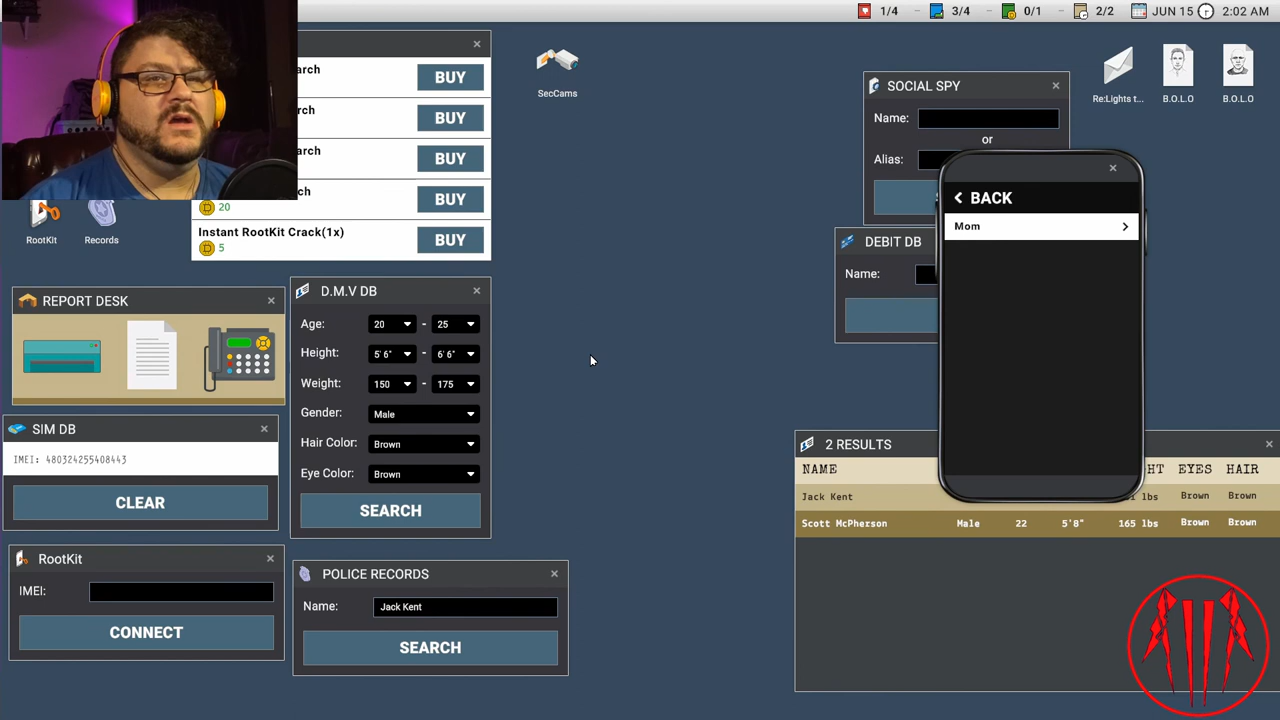 1/4
3/4
0/1
2/2
JUN 15
2:02 AM
arch
BUY
rch
BUY
arch
BUY
ch
20
BUY
Instant RootKit Crack(1x)
5
BUY
SecCams
Re:Lights t...
B.O.L.O
B.O.L.O
RootKit
Records
SOCIAL SPY
Name:
or
Alias:
DEBIT DB
Name:
BACK
Mom
REPORT DESK
D.M.V DB
Age: 20 - 25
Height: 5' 6" - 6' 6"
Weight: 150 - 175
Gender: Male
Hair Color: Brown
Eye Color: Brown
SEARCH
SIM DB
IMEI: 480324255408443
CLEAR
RootKit
IMEI:
CONNECT
POLICE RECORDS
Name: Jack Kent
SEARCH
2 RESULTS
NAME HT EYES HAIR
Jack Kent lbs Brown Brown
Scott McPherson Male 22 5'8" 165 lbs Brown Brown